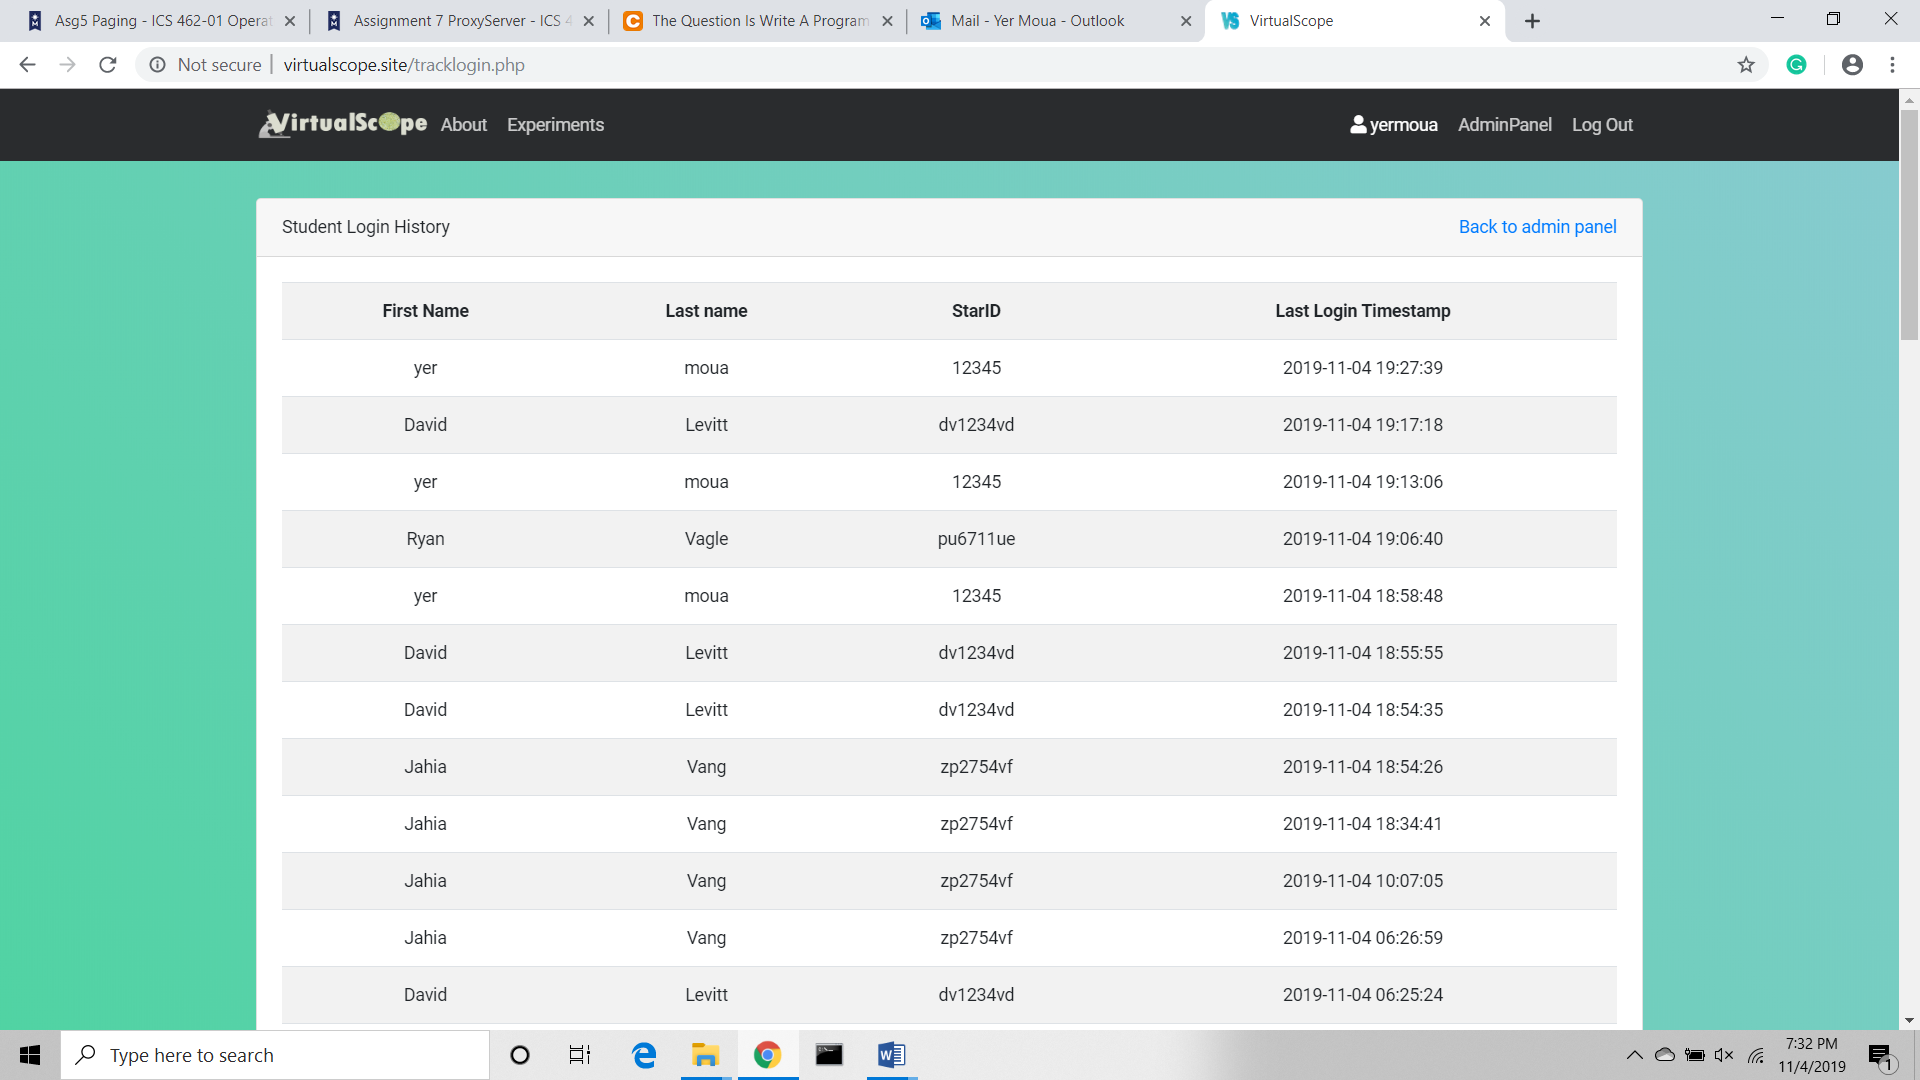 Asg5 Paging - ICS 462-01 Operat
Assignment 7 ProxyServer - ICS 4
The Question Is Write A Program
Mail - Yer Moua - Outlook
VirtualScope
Not secure | virtualscope.site/tracklogin.php
VirtualScope About Experiments yermoua AdminPanel Log Out
Student Login History Back to admin panel
First Name Last name StarID Last Login Timestamp
yer moua 12345 2019-11-04 19:27:39
David Levitt dv1234vd 2019-11-04 19:17:18
yer moua 12345 2019-11-04 19:13:06
Ryan Vagle pu6711ue 2019-11-04 19:06:40
yer moua 12345 2019-11-04 18:58:48
David Levitt dv1234vd 2019-11-04 18:55:55
David Levitt dv1234vd 2019-11-04 18:54:35
Jahia Vang zp2754vf 2019-11-04 18:54:26
Jahia Vang zp2754vf 2019-11-04 18:34:41
Jahia Vang zp2754vf 2019-11-04 10:07:05
Jahia Vang zp2754vf 2019-11-04 06:26:59
David Levitt dv1234vd 2019-11-04 06:25:24
Type here to search
7:32 PM
11/4/2019
1